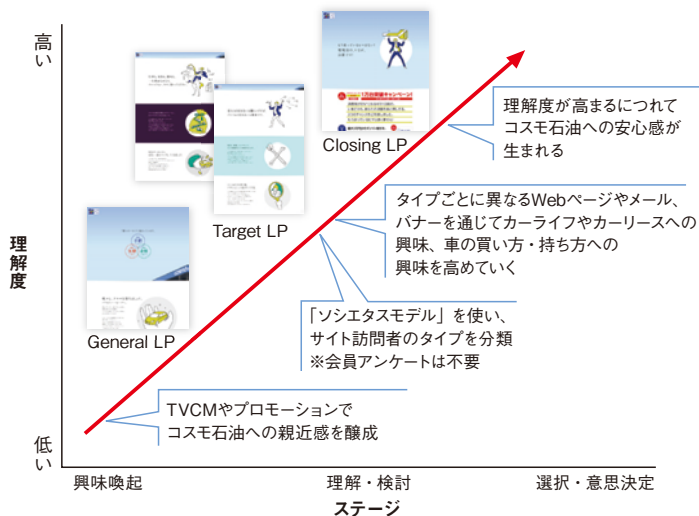 高い
理解度
低い
Closing LP
Target LP
General LP
理解度が高まるにつれて
コスモ石油への安心感が
生まれる
タイプごとに異なるWebページやメール、
バナーを通じてカーライフやカーリースへの
興味、車の買い方・持ち方への
興味を高めていく
「ソシエタスモデル」を使い、
サイト訪問者のタイプを分類
※会員アンケートは不要
TVCMやプロモーションで
コスモ石油への親近感を醸成
興味喚起
理解・検討
選択・意思決定
ステージ